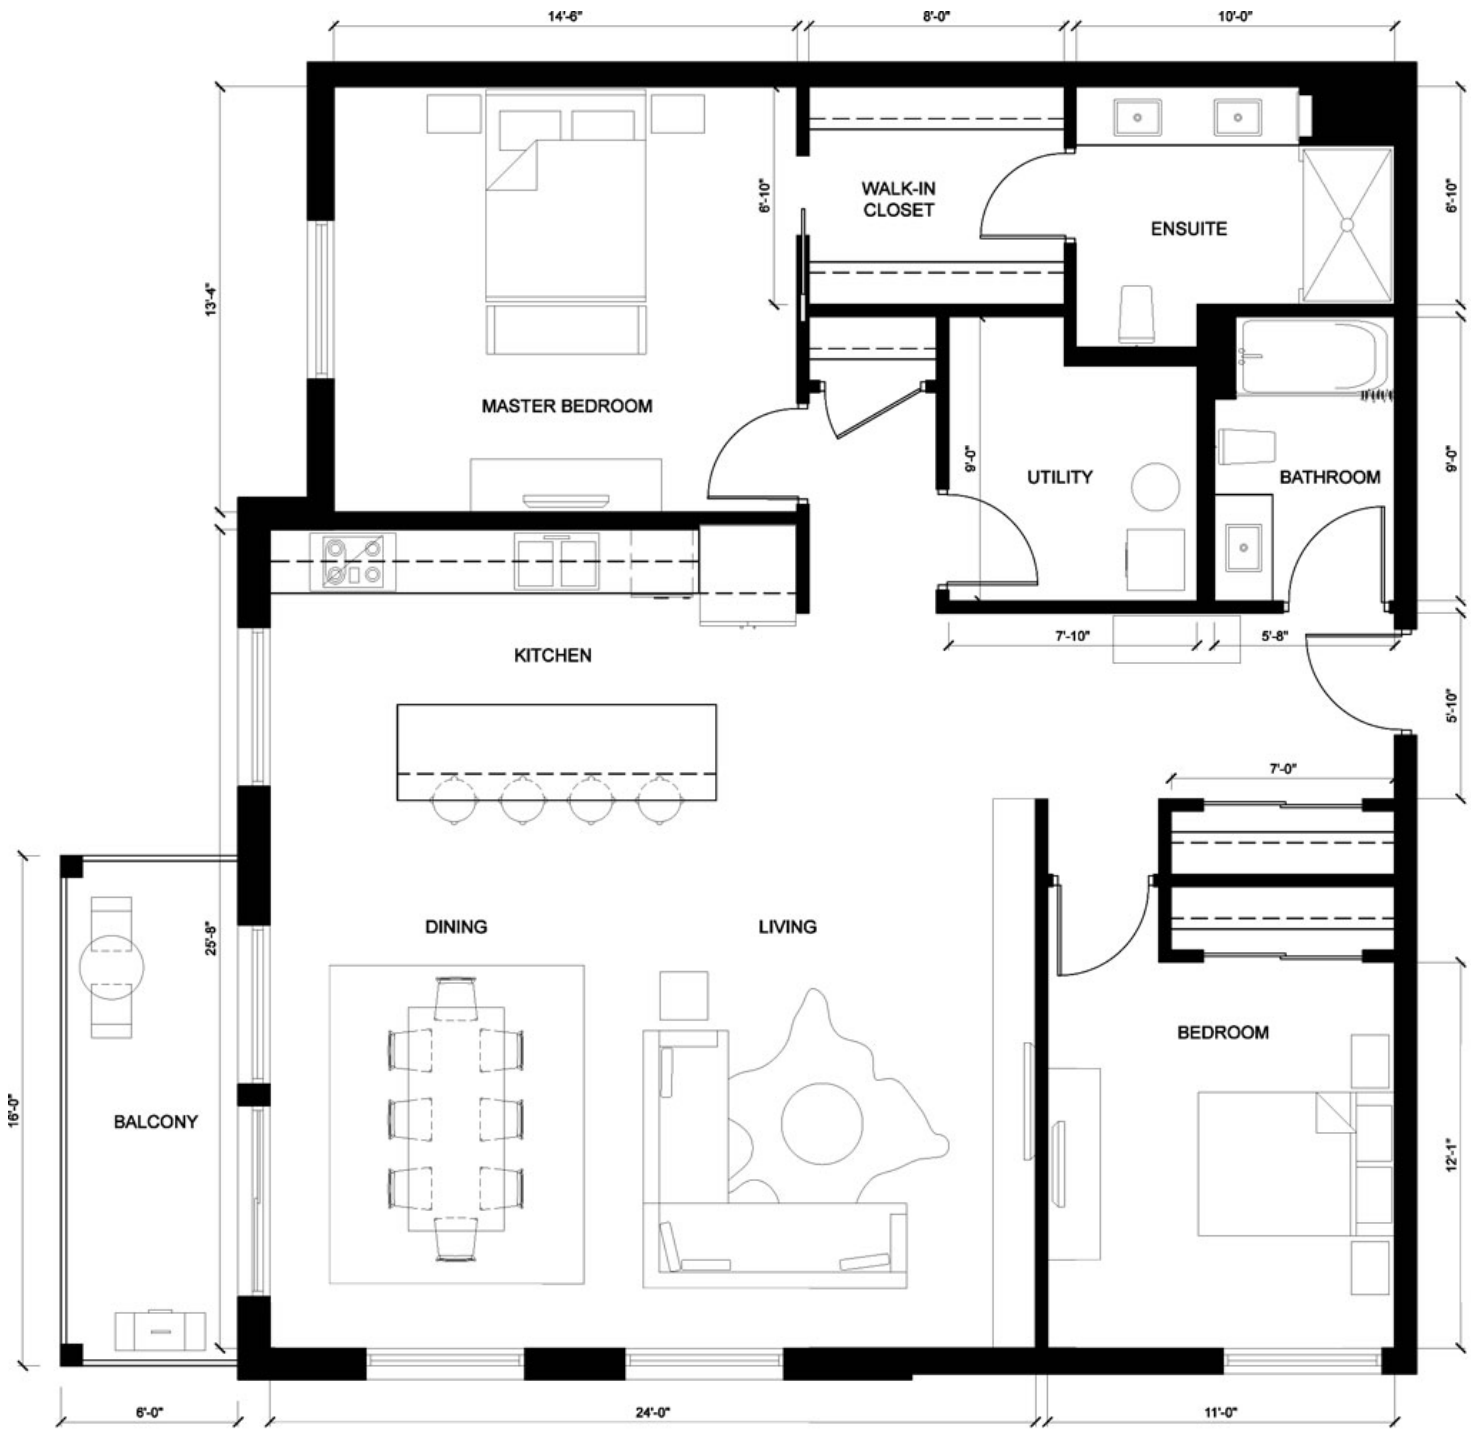 14'-6"
8'-0"
10'-0"
13'-4"
6'-10"
WALK-IN
CLOSET
ENSUITE
6'-10"
MASTER BEDROOM
9'-0"
UTILITY
BATHROOM
9'-0"
KITCHEN
7'-10"
5'-8"
5'-10"
7'-0"
25'-8"
DINING
LIVING
BEDROOM
16'-0"
BALCONY
12'-1"
6'-0"
24'-0"
11'-0"